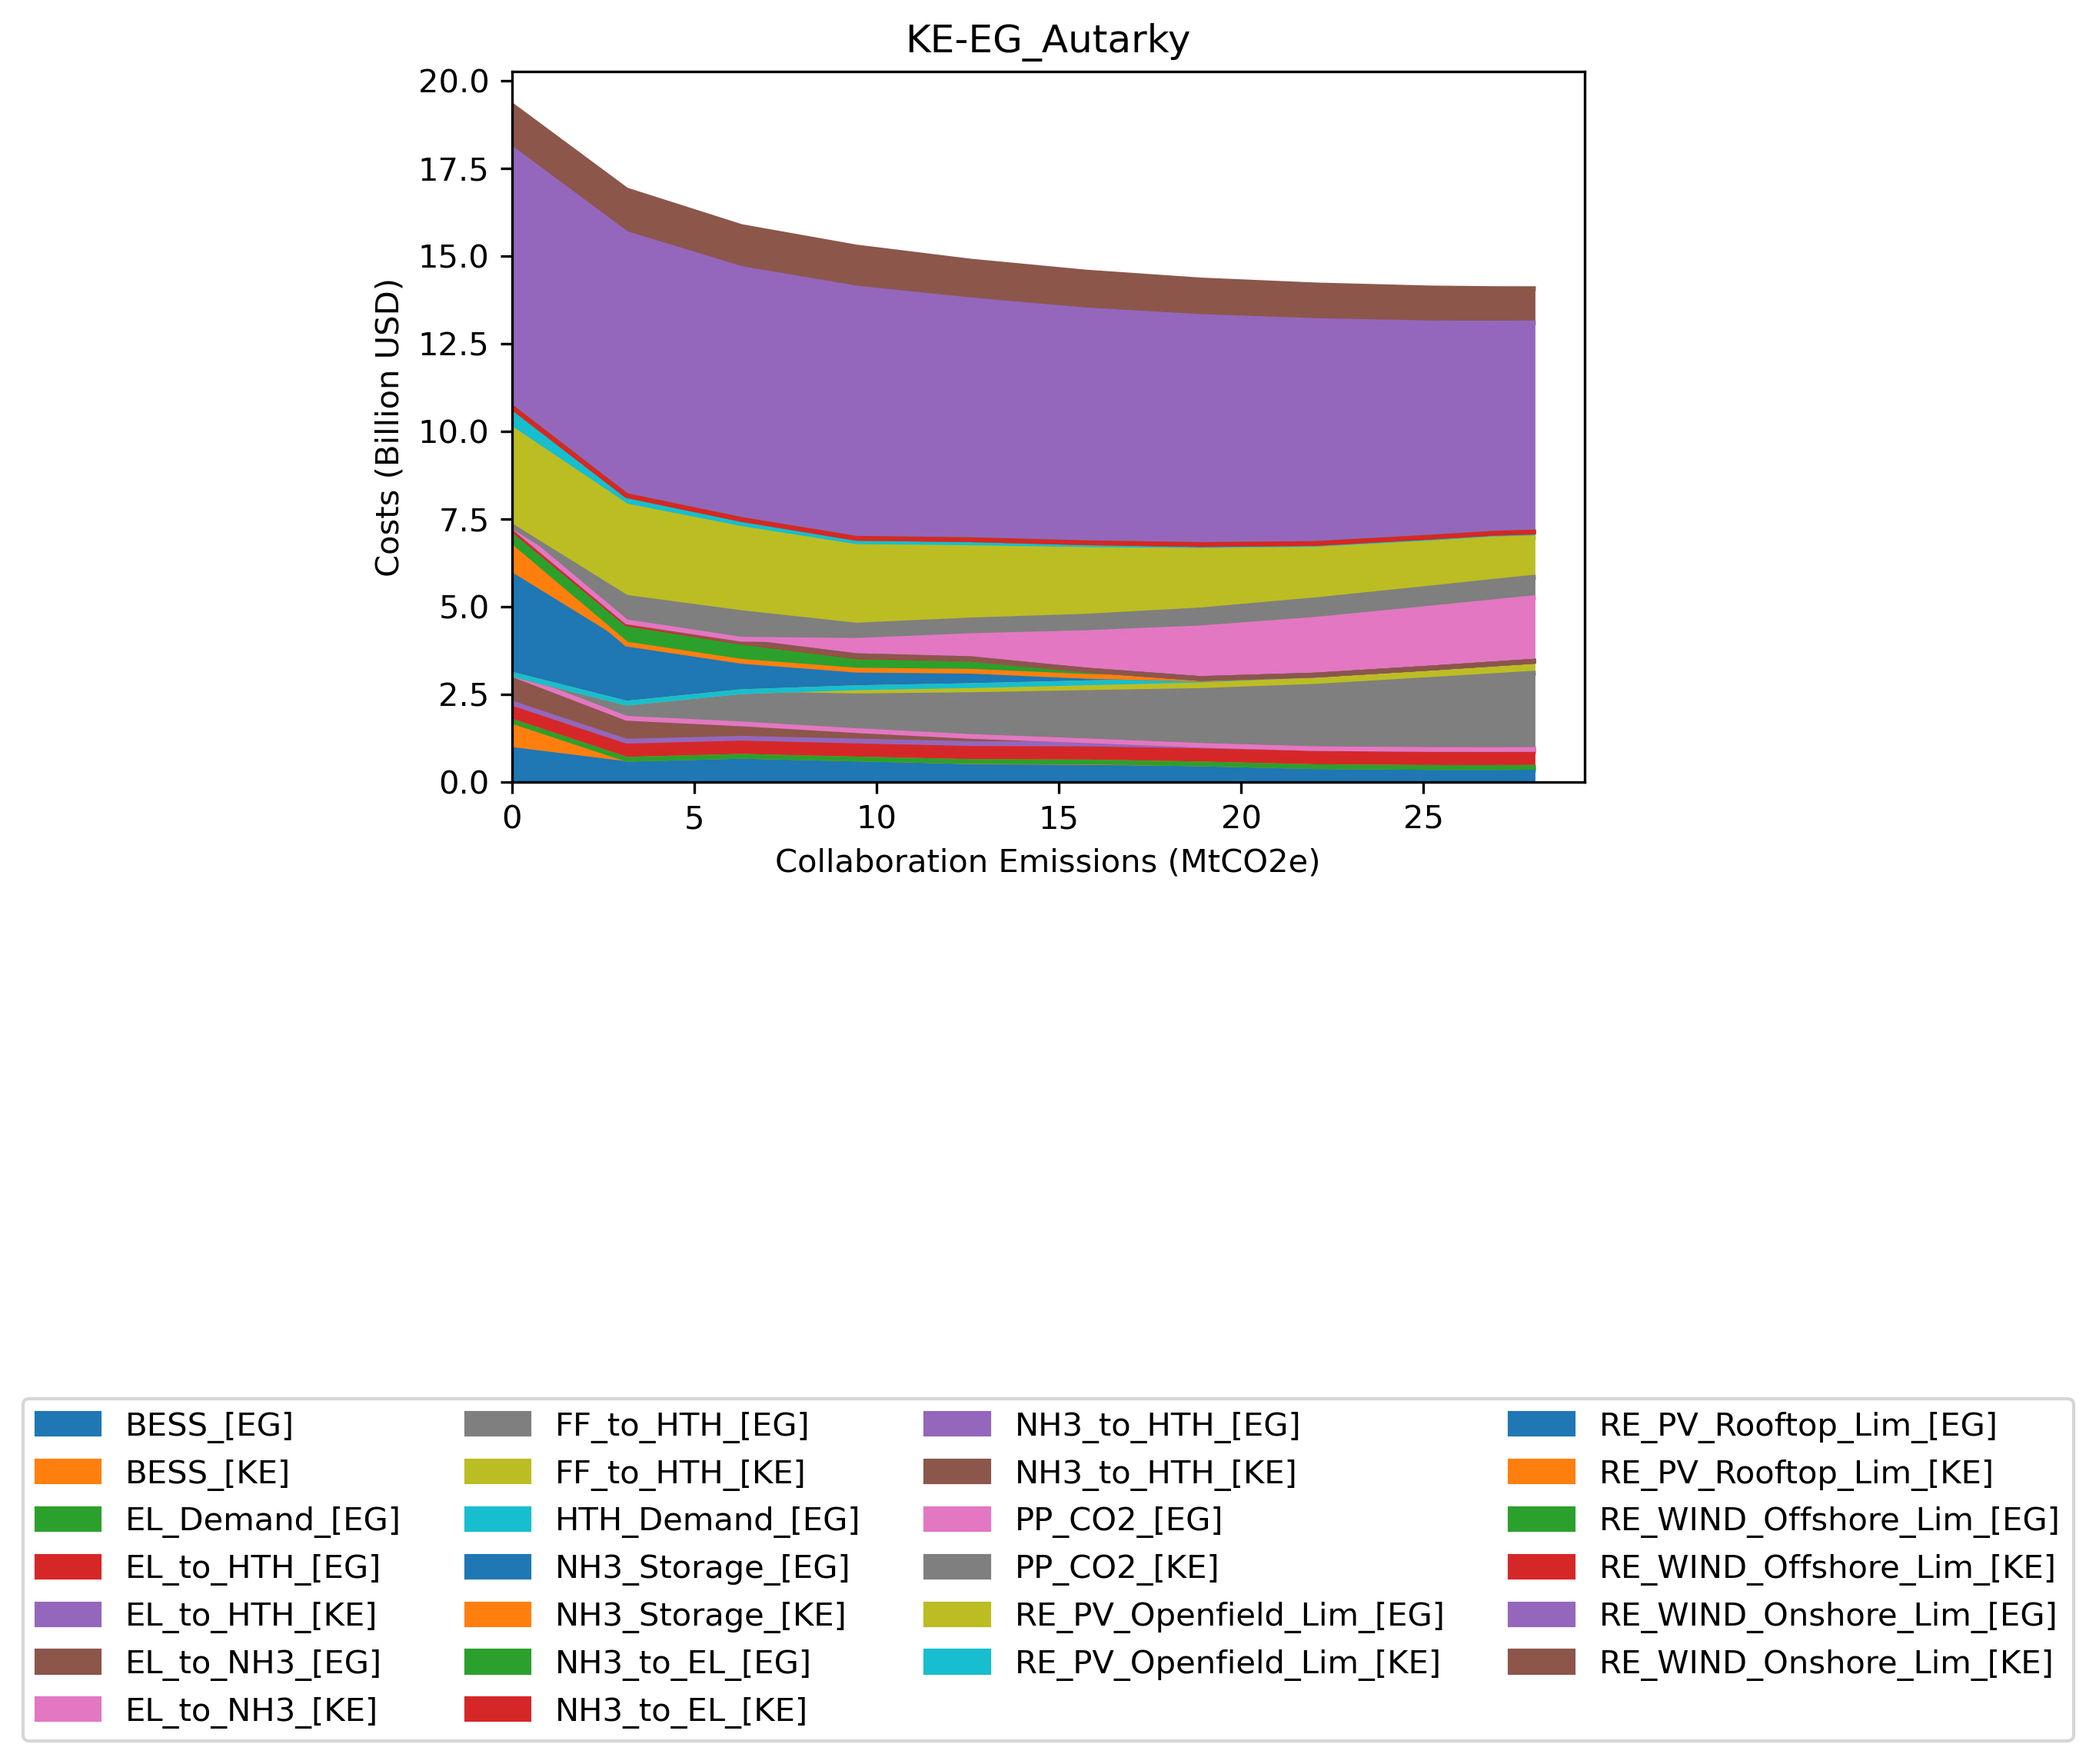 KE-EG_Autarky
20.0
17.5
15.0
12.5
10.0
7.5
5.0
2.5
0.0
Costs (Billion USD)
0 5 10 15 20 25
Collaboration Emissions (MtCO2e)
BESS_[EG]
BESS_[KE]
EL_Demand_[EG]
EL_to_HTH_[EG]
EL_to_HTH_[KE]
EL_to_NH3_[EG]
EL_to_NH3_[KE]
FF_to_HTH_[EG]
FF_to_HTH_[KE]
HTH_Demand_[EG]
NH3_Storage_[EG]
NH3_Storage_[KE]
NH3_to_EL_[EG]
NH3_to_EL_[KE]
NH3_to_HTH_[EG]
NH3_to_HTH_[KE]
PP_CO2_[EG]
PP_CO2_[KE]
RE_PV_Openfield_Lim_[EG]
RE_PV_Openfield_Lim_[KE]
RE_PV_Rooftop_Lim_[EG]
RE_PV_Rooftop_Lim_[KE]
RE_WIND_Offshore_Lim_[EG]
RE_WIND_Offshore_Lim_[KE]
RE_WIND_Onshore_Lim_[EG]
RE_WIND_Onshore_Lim_[KE]